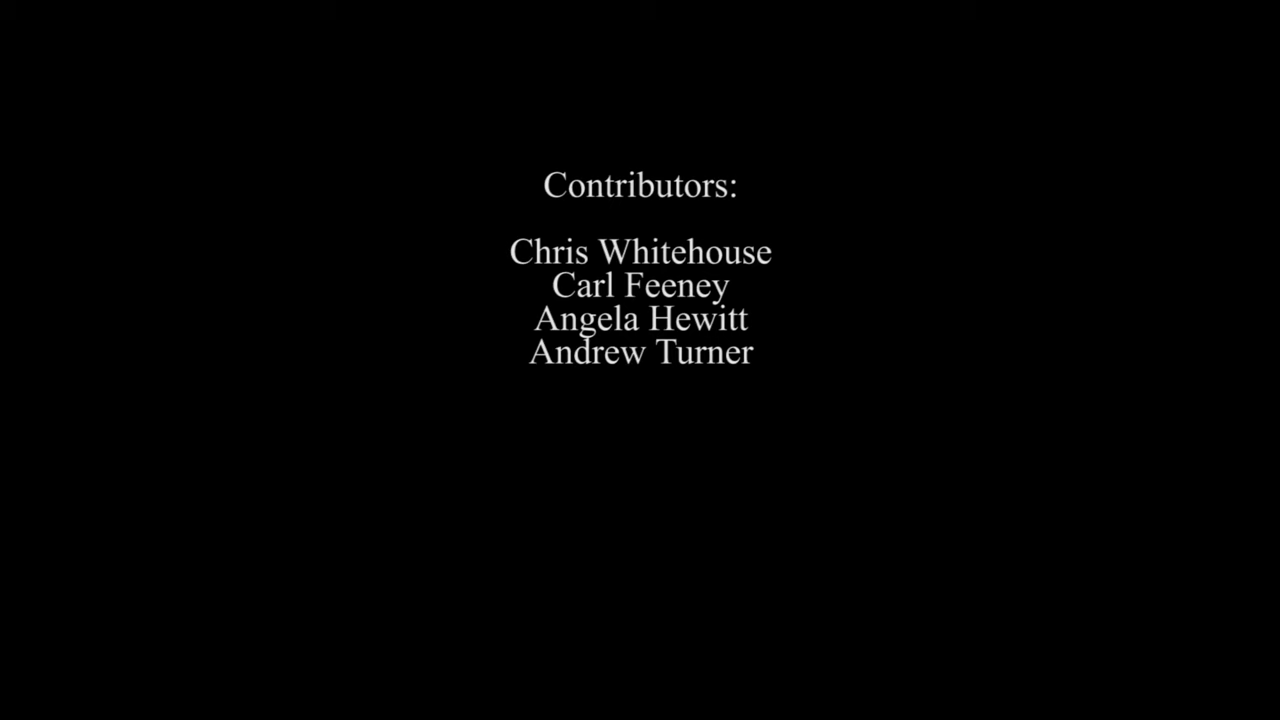 Contributors:
Chris Whitehouse
Carl Feeney
Angela Hewitt
Andrew Turner